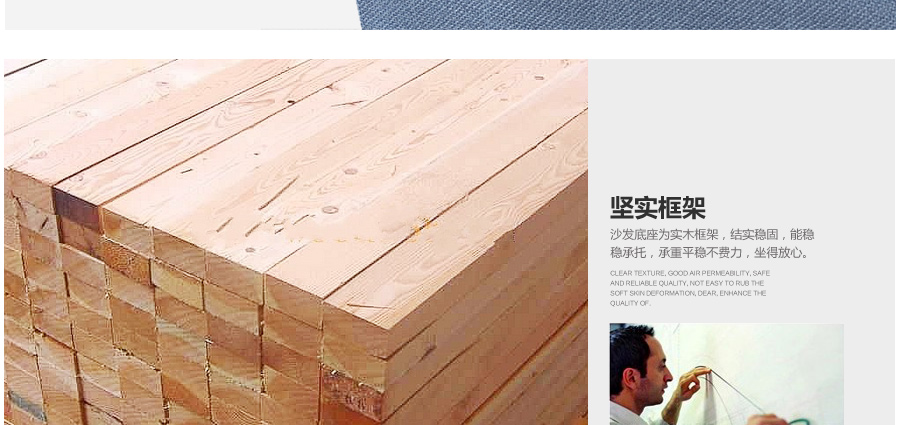 坚实框架
沙发底座为实木框架，结实稳固，能稳
稳承托，承重平稳不费力，坐得放心。
CLEAR TEXTURE, GOOD AIR PERMEABILITY, SAFE
AND RELIABLE QUALITY, NOT EASY TO RUB THE
SOFT SKIN DEFORMATION, DEAR. ENHANCE THE
QUALITY OF.